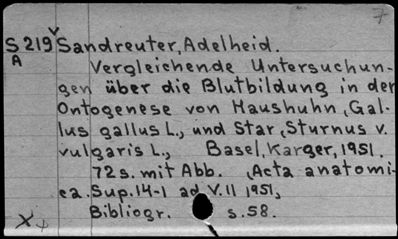 7
S 219 Sandreuter, Adelheid.
A
Vergleichende Untersuchun-
gen über die Blutbildung in der
Ontogenese von Haushuhn, Gal-
lus gallus L., und Star, Sturnus v.
vulgaris L., Basel, Karger, 1951,
72 s. mit Abb. (Acta anatomi-
ca. Sup. 14-1 ad V. 11 1951,
Bibliogr. s. 58.